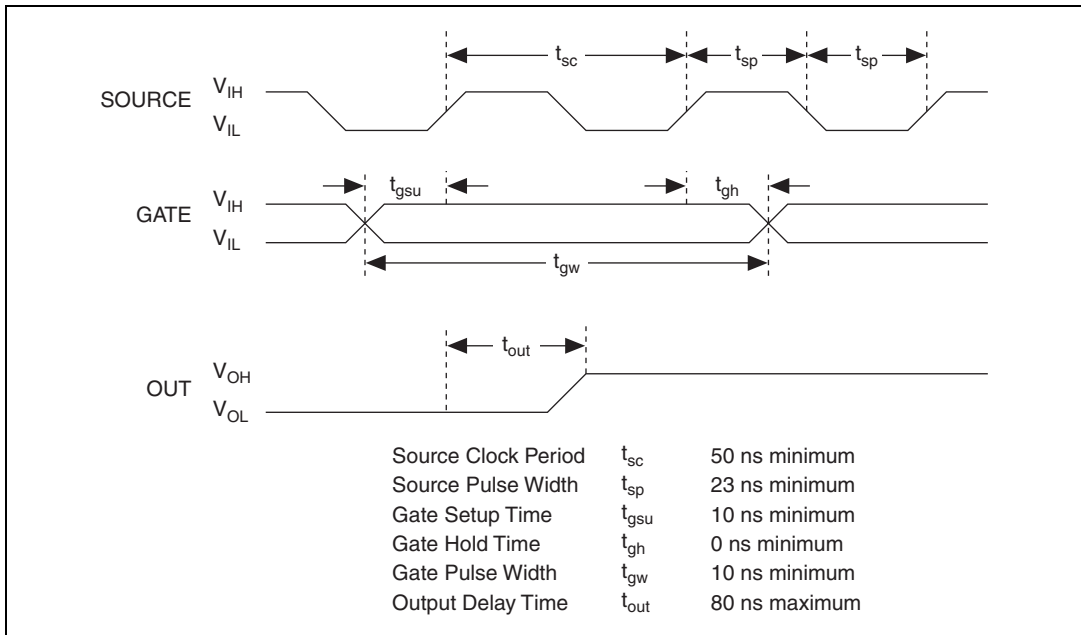 t_sc t_sp t_sp
SOURCE V_IH
V_IL
t_gsu t_gh
GATE V_IH
V_IL
t_gw
t_out
OUT V_OH
V_OL
Source Clock Period t_sc 50 ns minimum
Source Pulse Width t_sp 23 ns minimum
Gate Setup Time t_gsu 10 ns minimum
Gate Hold Time t_gh 0 ns minimum
Gate Pulse Width t_gw 10 ns minimum
Output Delay Time t_out 80 ns maximum